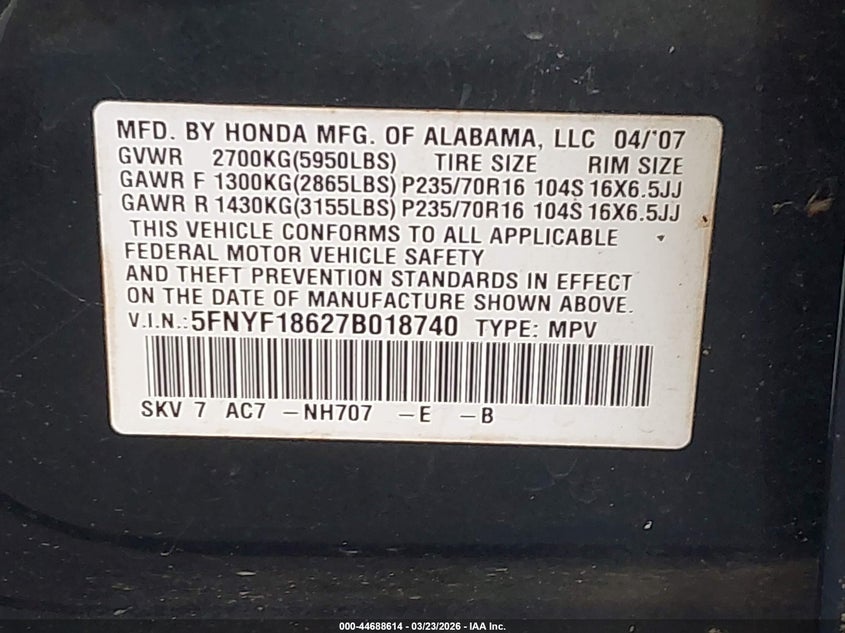 MFD. BY HONDA MFG. OF ALABAMA, LLC 04/'07
GVWR 2700KG(5950LBS) TIRE SIZE RIM SIZE
GAWR F 1300KG(2865LBS) P235/70R16 104S 16X6.5JJ
GAWR R 1430KG(3155LBS) P235/70R16 104S 16X6.5JJ
THIS VEHICLE CONFORMS TO ALL APPLICABLE
FEDERAL MOTOR VEHICLE SAFETY
AND THEFT PREVENTION STANDARDS IN EFFECT
ON THE DATE OF MANUFACTURE SHOWN ABOVE.
V.I.N.:5FNYF18627B018740 TYPE: MPV
SKV 7 AC7 -NH707 -E -B
000-44688614 - 03/23/2026 - IAA Inc.